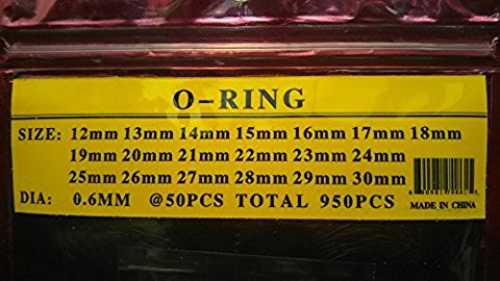 O-RING
SIZE: 12mm 13mm 14mm 15mm 16mm 17mm 18mm
19mm 20mm 21mm 22mm 23mm 24mm
25mm 26mm 27mm 28mm 29mm 30mm
DIA: 0.6MM @50PCS TOTAL 950PCS
MADE IN CHINA